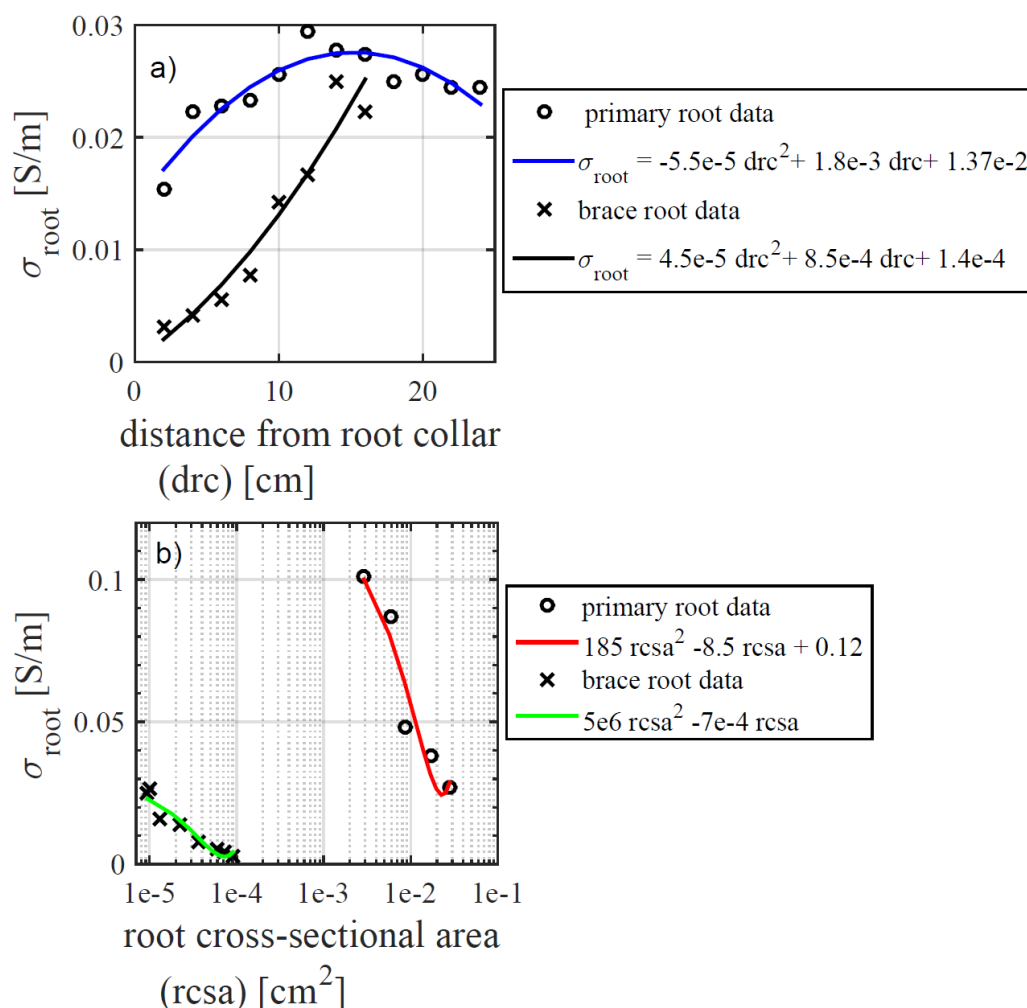 a)
0.03
0.02
0.01
0
σroot [S/m]
0 10 20
distance from root collar
(drc) [cm]
primary root data
σroot = -5.5e-5 drc²+ 1.8e-3 drc+ 1.37e-2
brace root data
σroot = 4.5e-5 drc²+ 8.5e-4 drc+ 1.4e-4
b)
0.1
0.05
0
σroot [S/m]
1e-5 1e-4 1e-3 1e-2 1e-1
root cross-sectional area
(rcsa) [cm²]
primary root data
185 rcsa² -8.5 rcsa + 0.12
brace root data
5e6 rcsa² -7e-4 rcsa